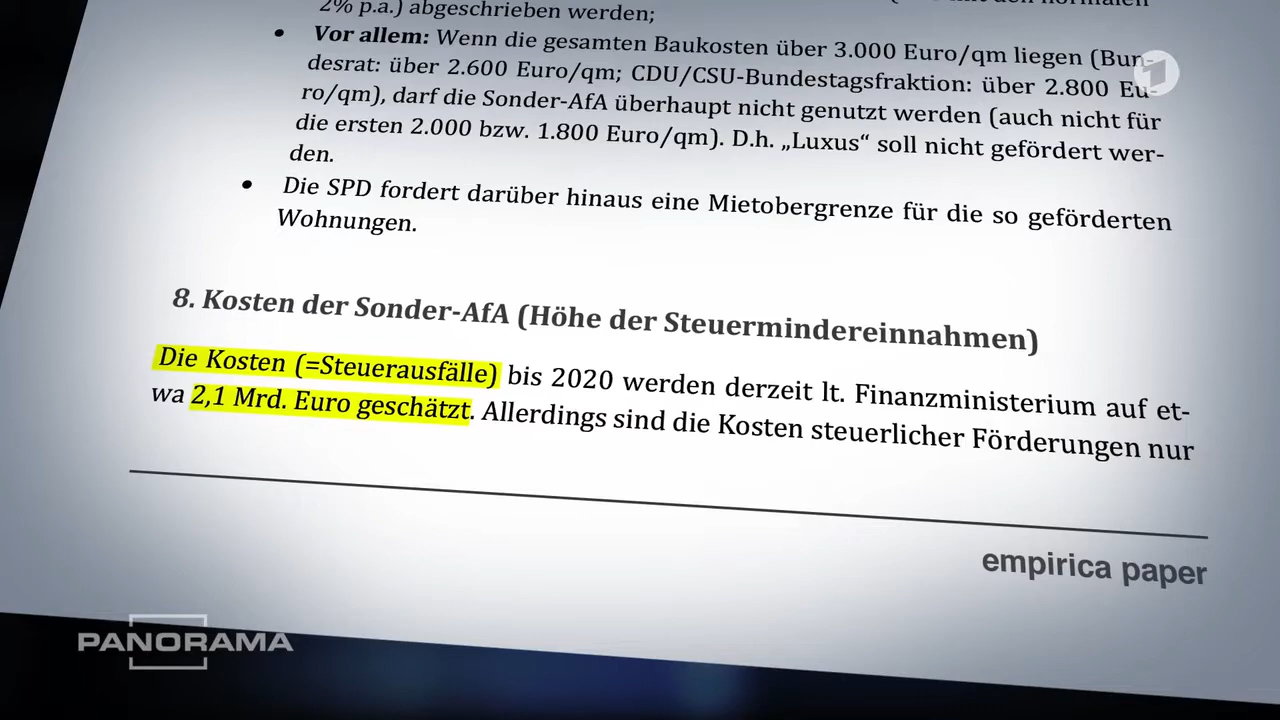 2% p.a.) abgeschrieben werden;
• Vor allem: Wenn die gesamten Baukosten über 3.000 Euro/qm liegen (Bun-
desrat: über 2.600 Euro/qm; CDU/CSU-Bundestagsfraktion: über 2.800 Eu-
ro/qm), darf die Sonder-AfA überhaupt nicht genutzt werden (auch nicht für
die ersten 2.000 bzw. 1.800 Euro/qm). D.h. „Luxus“ soll nicht gefördert wer-
den.
• Die SPD fordert darüber hinaus eine Mietobergrenze für die so geförderten
Wohnungen.
8. Kosten der Sonder-AfA (Höhe der Steuermindereinnahmen)
Die Kosten (=Steuerausfälle) bis 2020 werden derzeit lt. Finanzministerium auf et-
wa 2,1 Mrd. Euro geschätzt. Allerdings sind die Kosten steuerlicher Förderungen nur
empirica paper
PANORAMA
1